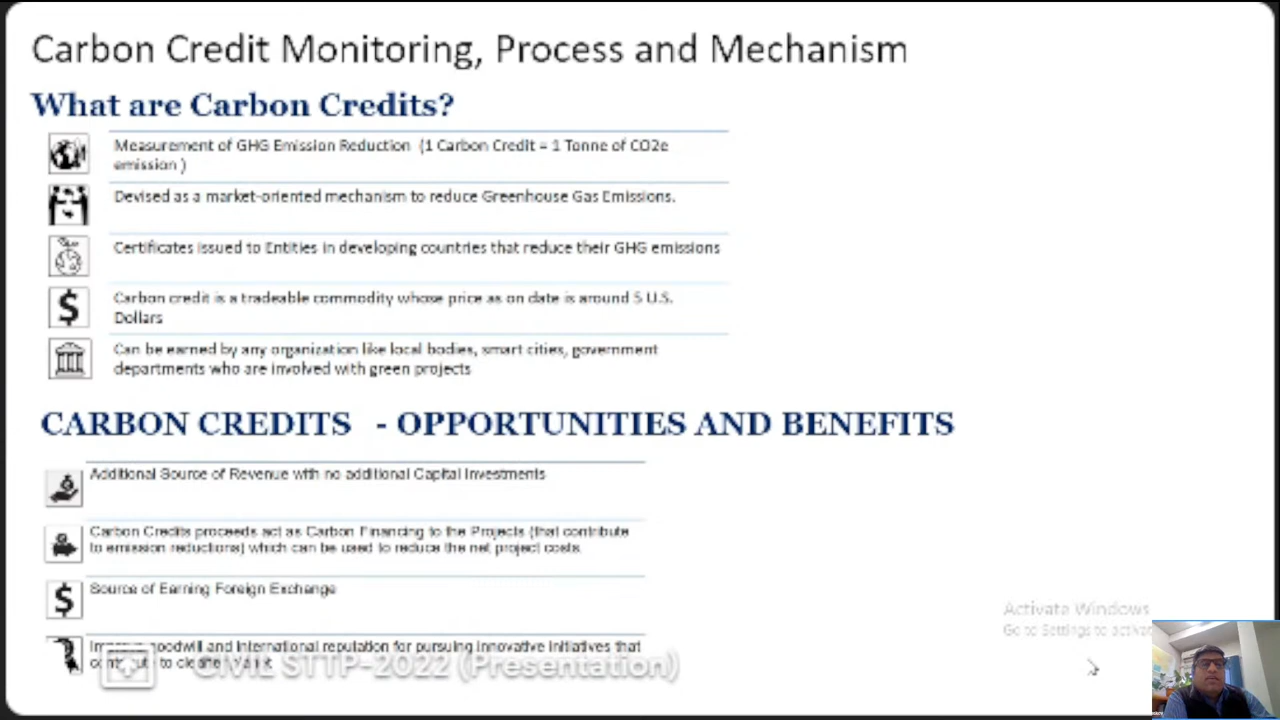 Carbon Credit Monitoring, Process and Mechanism
What are Carbon Credits?
Measurement of GHG Emission Reduction (1 Carbon Credit = 1 Tonne of CO2e
emission )
Devised as a market-oriented mechanism to reduce Greenhouse Gas Emissions.
Certificates issued to Entities in developing countries that reduce their GHG emissions
$
Carbon credit is a tradeable commodity whose price as on date is around 5 U.S.
Dollars
Can be earned by any organization like local bodies, smart cities, government
departments who are involved with green projects
CARBON CREDITS - OPPORTUNITIES AND BENEFITS
Additional Source of Revenue with no additional Capital Investments
Carbon Credits proceeds act as Carbon Financing to the Projects (that contribute
to emission reductions) which can be used to reduce the net project costs.
$
Source of Earning Foreign Exchange
goodwill and international reputation for pursuing innovative initiatives that
to
CIVIL STTP-2022 (Presentation)
Activate Windows
Go to Settings to